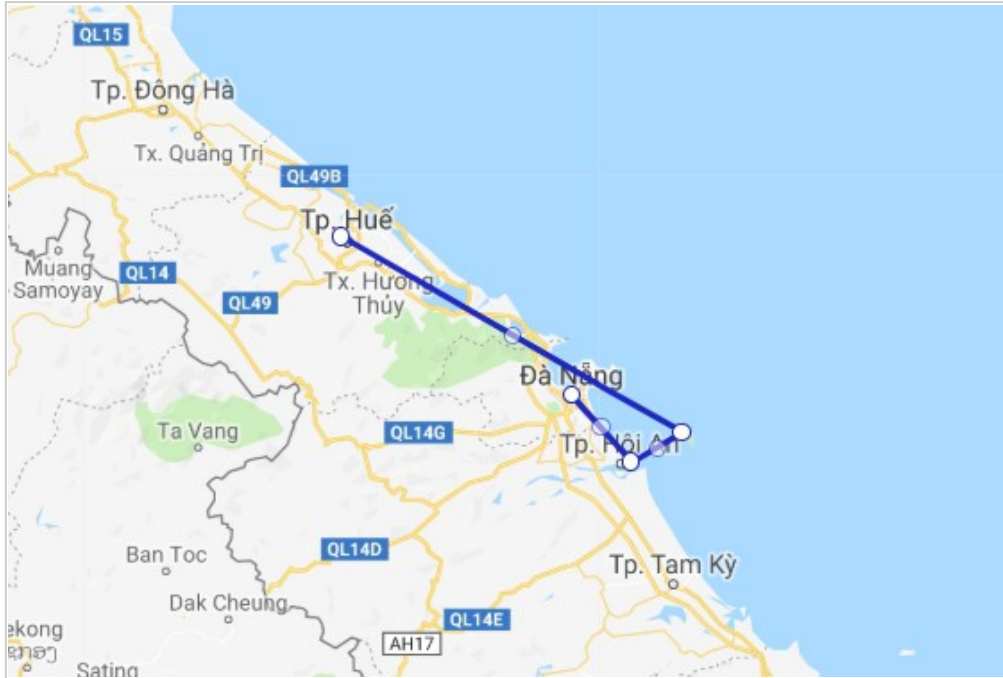 QL15
Tp. Đông Hà
Tx. Quảng Trị
QL49B
Tp. Huế
Muang
Samoyay
QL14
Tx. Hương
Thủy
QL49
Đà Nẵng
Ta Vang
QL14G
Tp. Hội An
Ban Toc
QL14D
Tp. Tam Kỳ
Dak Cheung
QL14E
ekong
AH17
Sating